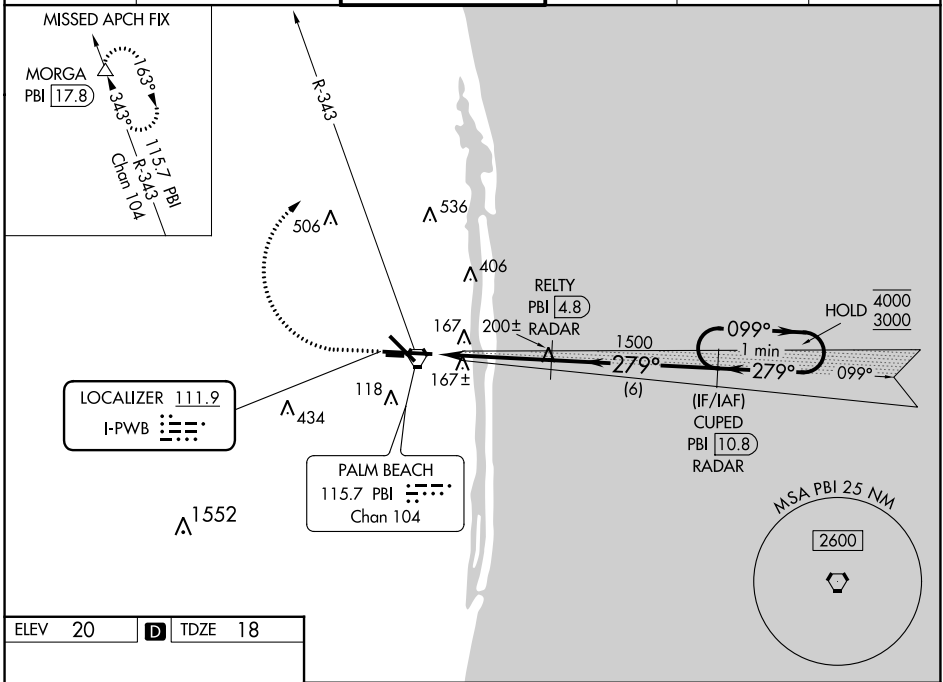 MISSED APCH FIX
MORGA
PBI 17.8
343°
163°
R-343
115.7 PBI
Chan 104
R-343
506
536
406
167
200±
167±
118
434
1552
RELTY
PBI 4.8
RADAR
1500
279°
(6)
HOLD 4000
3000
099°
1 min
279°
099°
(IF/IAF)
CUPED
PBI 10.8
RADAR
LOCALIZER 111.9
I-PWB
PALM BEACH
115.7 PBI
Chan 104
MSA PBI 25 NM
2600
ELEV 20 D TDZE 18